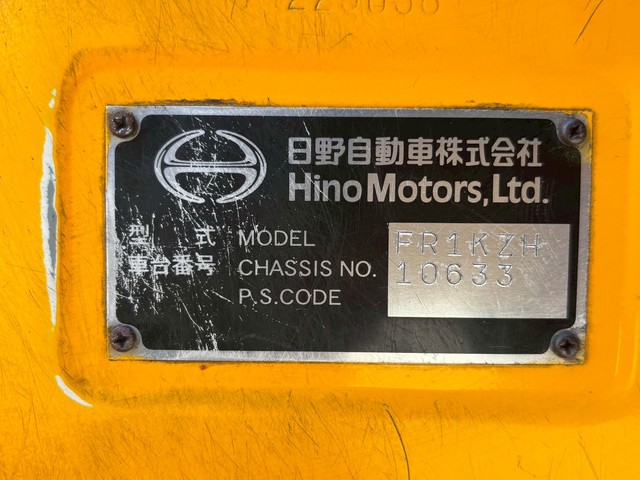 日野自動車株式会社
Hino Motors, Ltd.
型 式 MODEL FR1KZH
車台番号 CHASSIS NO. 10633
P.S.CODE